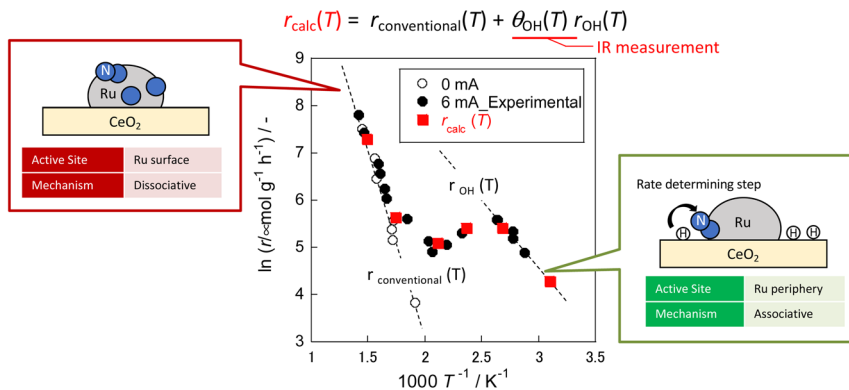 r_calc(T) = r_conventional(T) + θ_OH(T) r_OH(T)
IR measurement
N
Ru
CeO₂
Active Site Ru surface
Mechanism Dissociative
9
8
7
6
5
4
3
ln (r/∝mol g⁻¹ h⁻¹) / -
0 mA
6 mA_Experimental
r_calc (T)
r_OH (T)
r_conventional (T)
1 1.5 2 2.5 3 3.5
1000 T⁻¹ / K⁻¹
Rate determining step
N
Ru
H H H
CeO₂
Active Site Ru periphery
Mechanism Associative